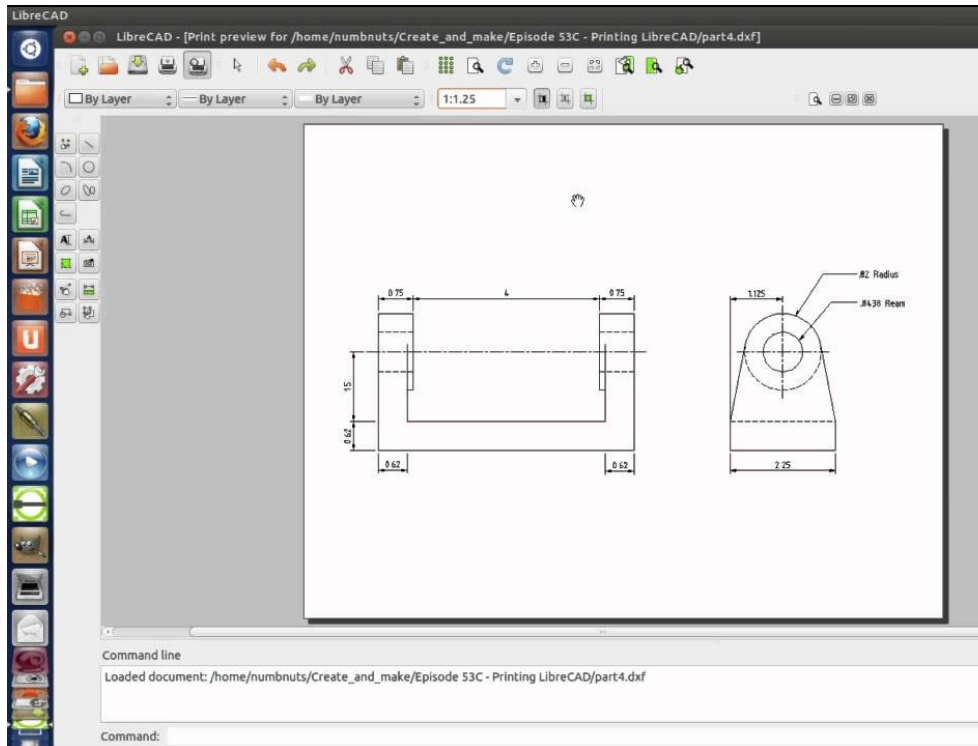 LibreCAD
LibreCAD - [Print preview for /home/numbnuts/Create_and_make/Episode 53C - Printing LibreCAD/part4.dxf]
By Layer
By Layer
By Layer
1:1.25
.82 Radius
0.75
4
0.75
1.125
.8438 Ream
1.5
0.62
0.62
0.62
2.25
Command line
Loaded document: /home/numbnuts/Create_and_make/Episode 53C - Printing LibreCAD/part4.dxf
Command: